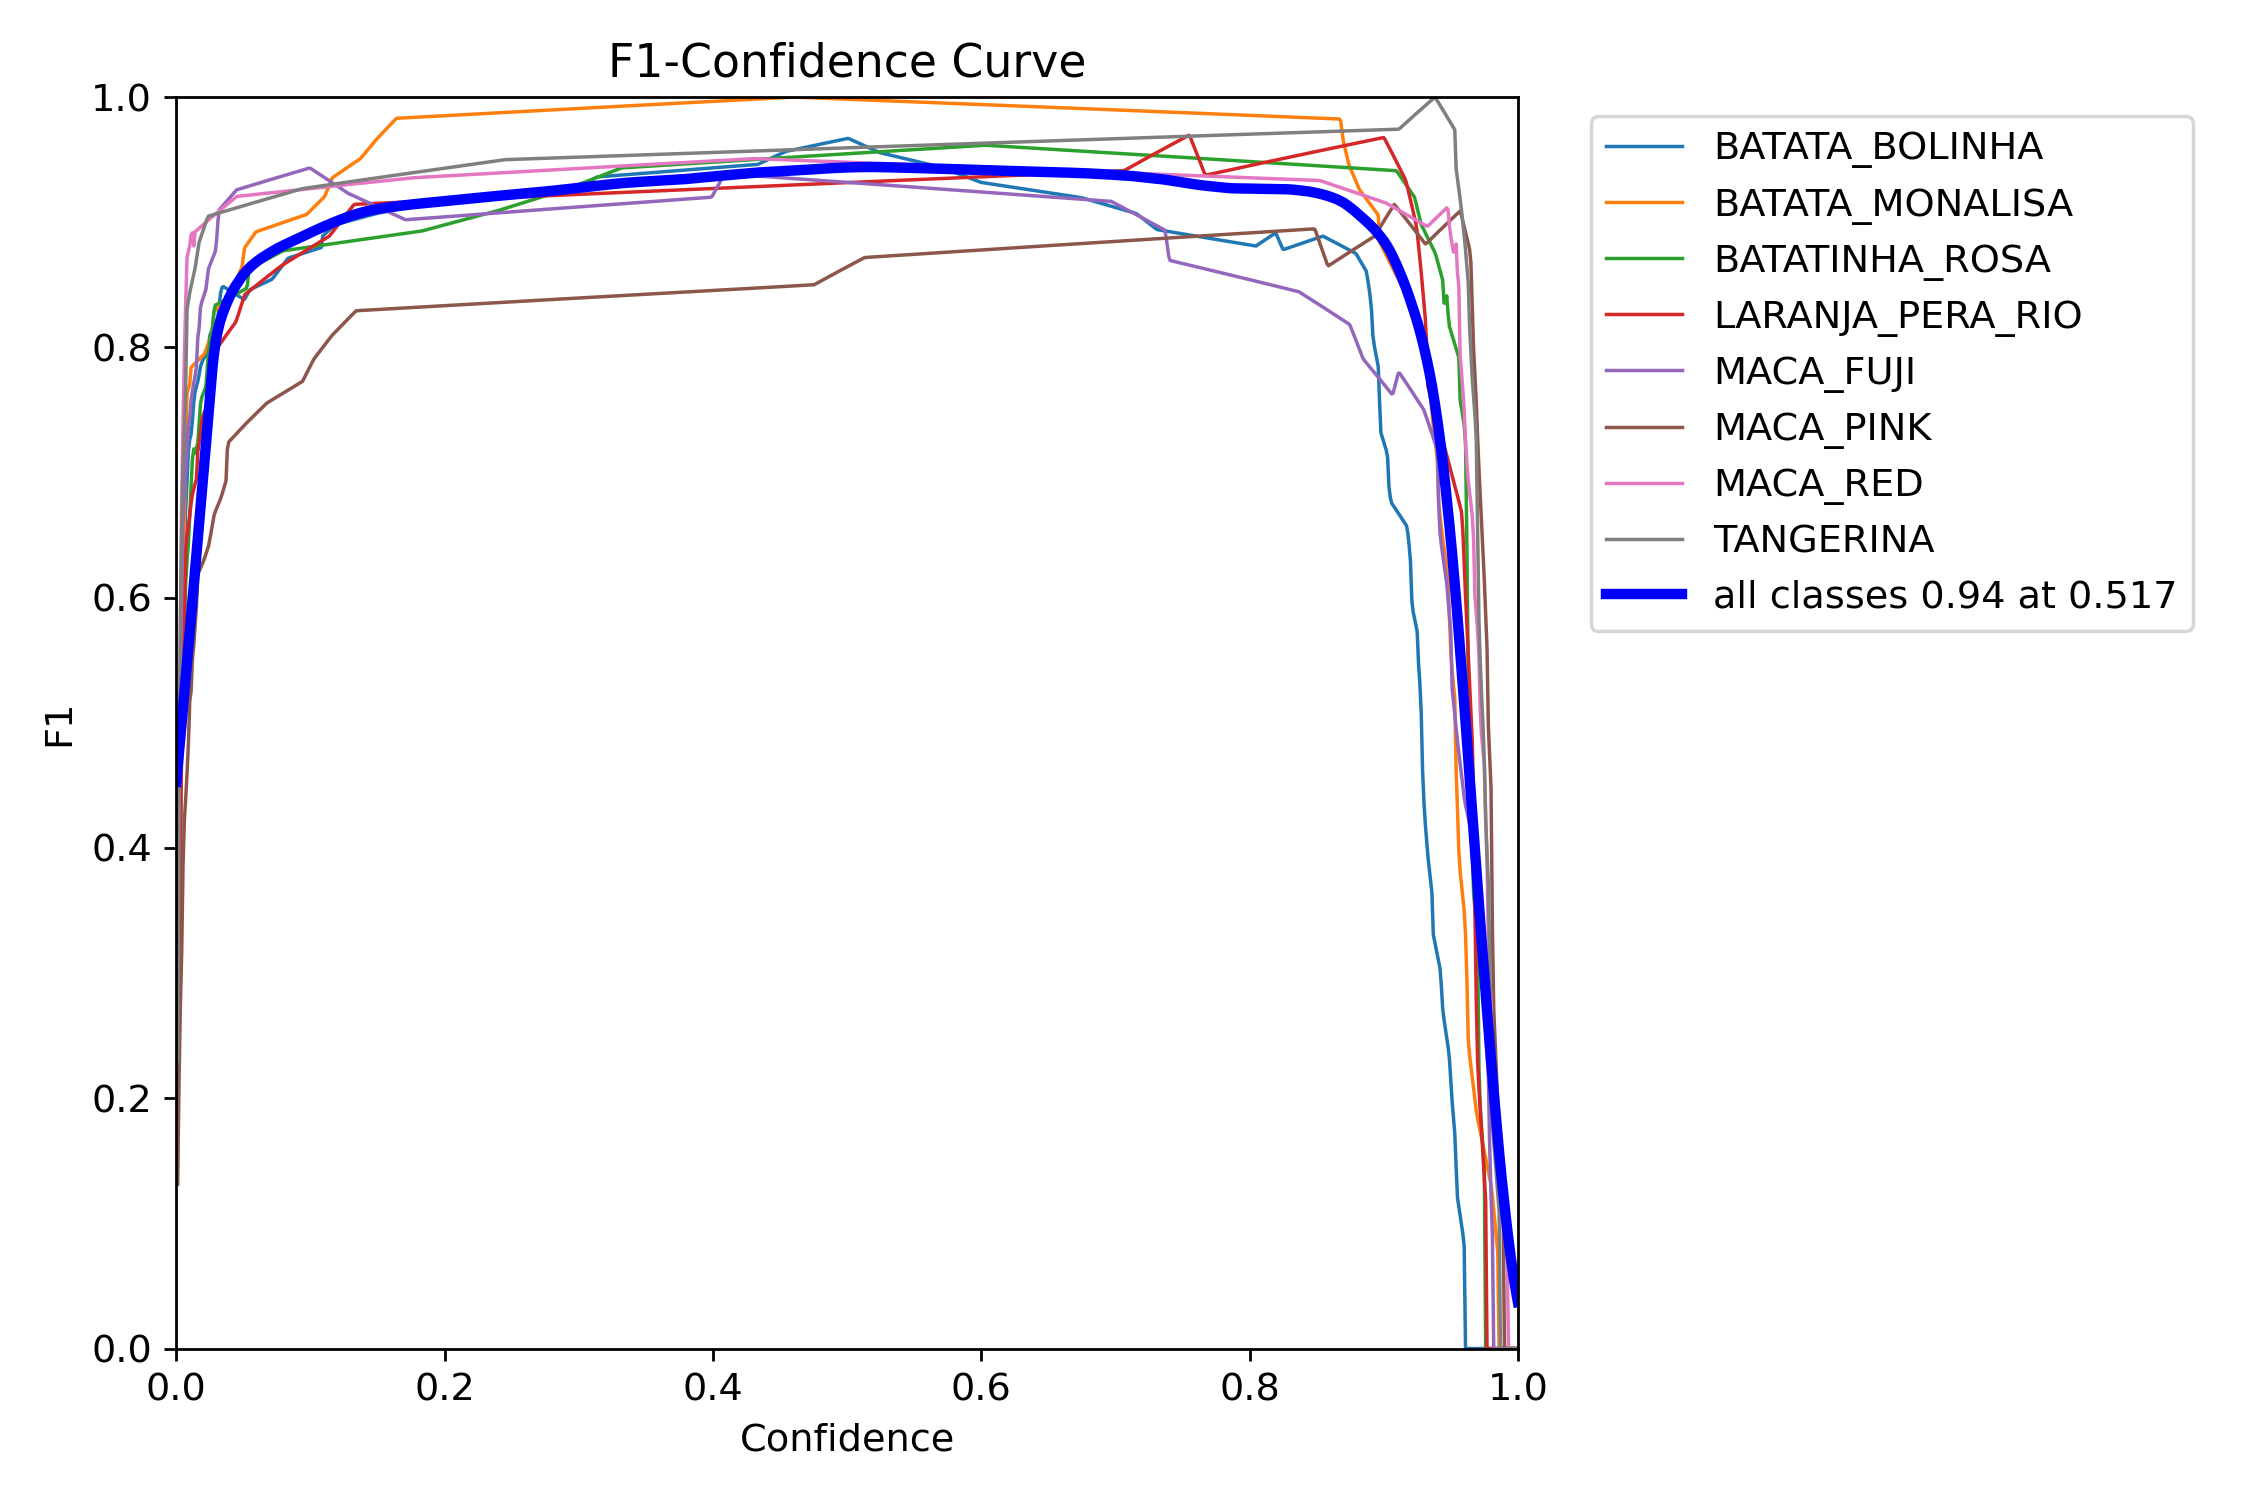 F1-Confidence Curve
1.0
0.8
0.6
0.4
0.2
0.0
F1
0.0 0.2 0.4 0.6 0.8 1.0
Confidence
BATATA_BOLINHA
BATATA_MONALISA
BATATINHA_ROSA
LARANJA_PERA_RIO
MACA_FUJI
MACA_PINK
MACA_RED
TANGERINA
all classes 0.94 at 0.517